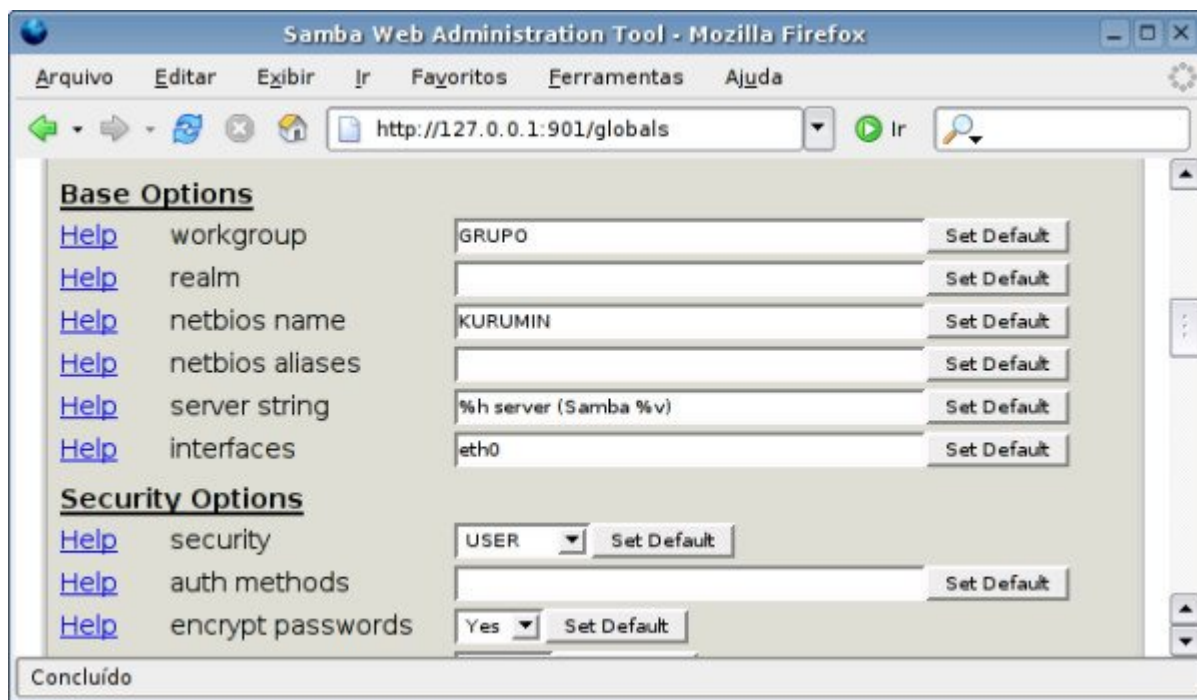 Samba Web Administration Tool - Mozilla Firefox
Arquivo Editar Exibir Ir Favoritos Ferramentas Ajuda
http://127.0.0.1:901/globals Ir
Base Options
Help workgroup GRUPO Set Default
Help realm Set Default
Help netbios name KURUMIN Set Default
Help netbios aliases Set Default
Help server string %h server (Samba %v) Set Default
Help interfaces eth0 Set Default
Security Options
Help security USER Set Default
Help auth methods Set Default
Help encrypt passwords Yes Set Default
Concluído